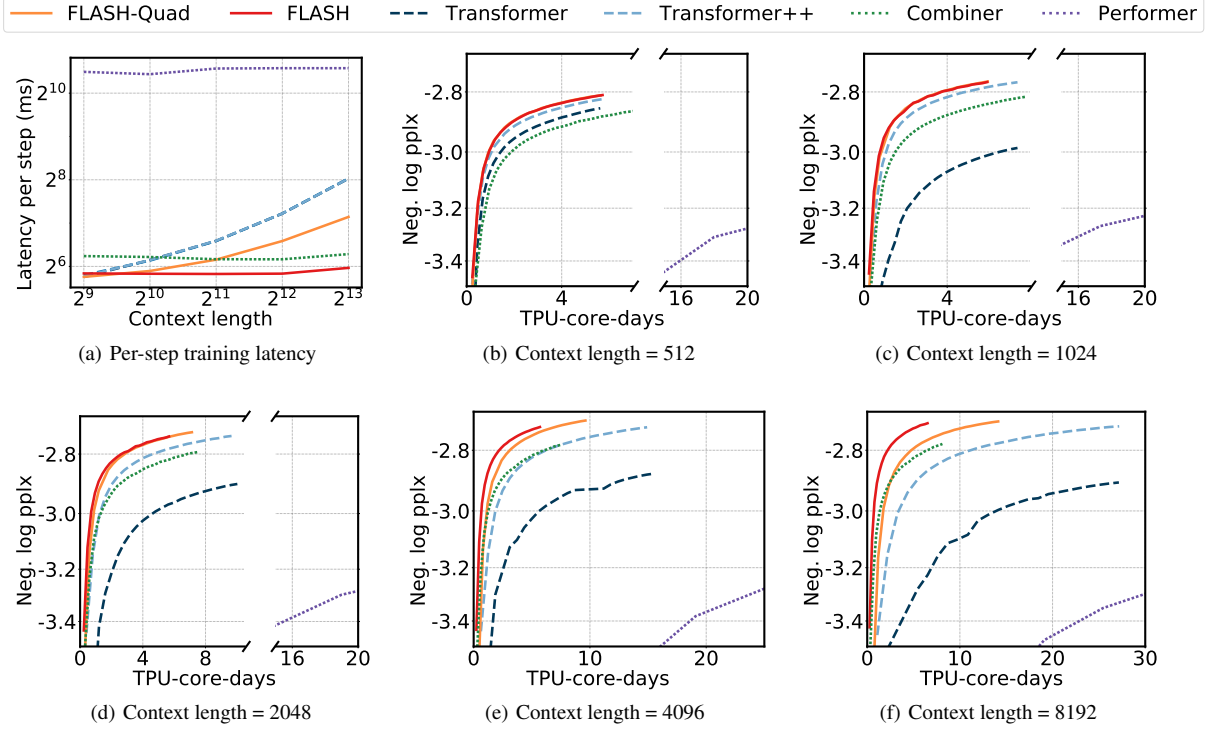 FLASH-Quad FLASH Transformer Transformer++ Combiner Performer
Latency per step (ms)
2^10
2^8
2^6
2^9 2^10 2^11 2^12 2^13
Context length
(a) Per-step training latency
Neg. log pplx
-2.8
-3.0
-3.2
-3.4
0 4 16 20
TPU-core-days
(b) Context length = 512
Neg. log pplx
-2.8
-3.0
-3.2
-3.4
0 4 16 20
TPU-core-days
(c) Context length = 1024
Neg. log pplx
-2.8
-3.0
-3.2
-3.4
0 4 8 16 20
TPU-core-days
(d) Context length = 2048
Neg. log pplx
-2.8
-3.0
-3.2
-3.4
0 10 20
TPU-core-days
(e) Context length = 4096
Neg. log pplx
-2.8
-3.0
-3.2
-3.4
0 10 20 30
TPU-core-days
(f) Context length = 8192